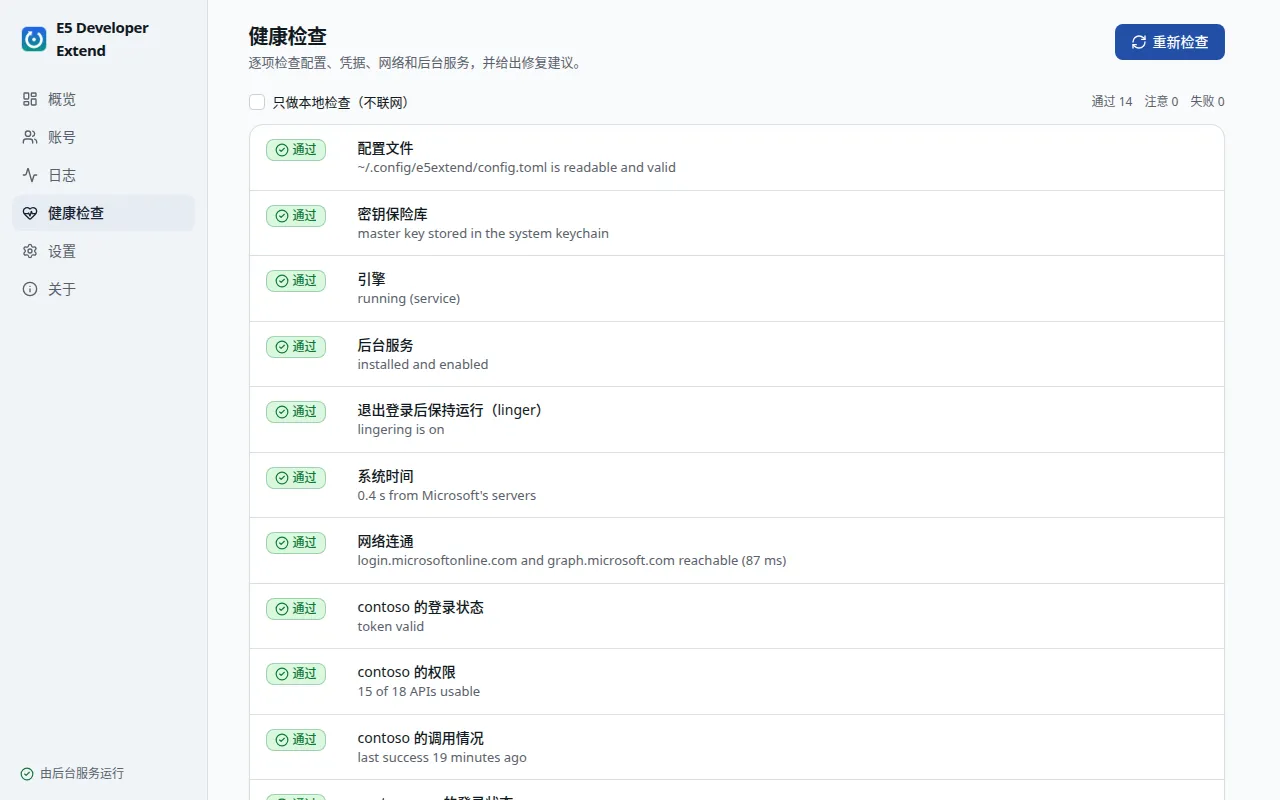 E5 Developer
Extend
概览
账号
日志
健康检查
设置
关于
由后台服务运行
健康检查
逐项检查配置、凭据、网络和后台服务，并给出修复建议。
重新检查
只做本地检查（不联网）
通过 14 注意 0 失败 0
通过 配置文件
~/.config/e5extend/config.toml is readable and valid
通过 密钥保险库
master key stored in the system keychain
通过 引擎
running (service)
通过 后台服务
installed and enabled
通过 退出登录后保持运行（linger）
lingering is on
通过 系统时间
0.4 s from Microsoft's servers
通过 网络连通
login.microsoftonline.com and graph.microsoft.com reachable (87 ms)
通过 contoso 的登录状态
token valid
通过 contoso 的权限
15 of 18 APIs usable
通过 contoso 的调用情况
last success 19 minutes ago